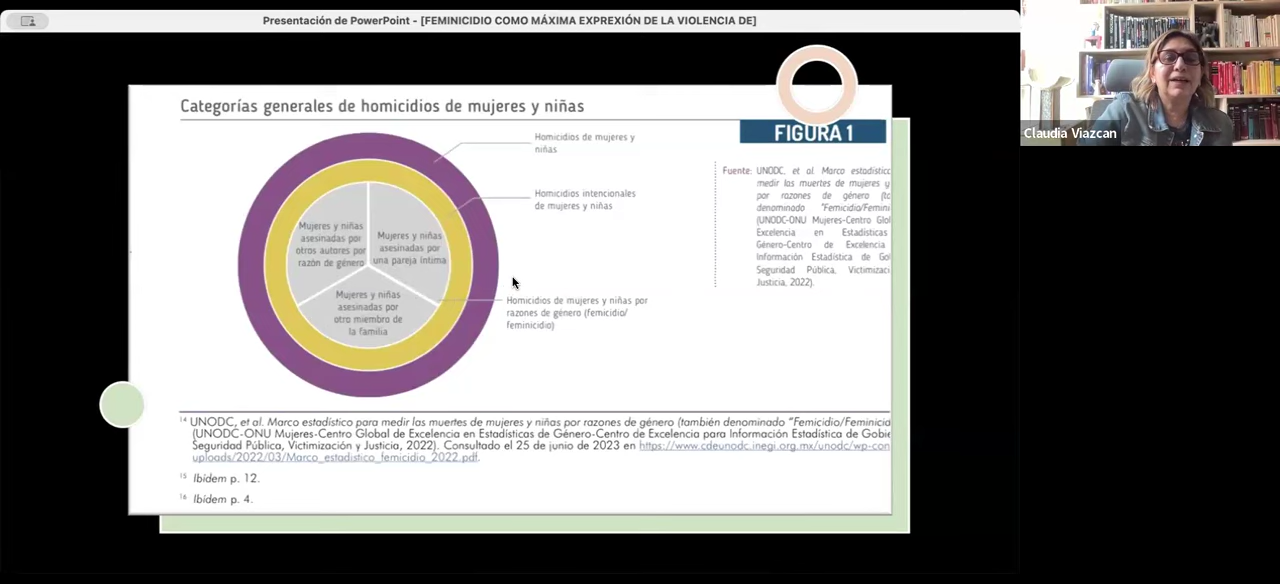 Presentación de PowerPoint - [FEMINICIDIO COMO MÁXIMA EXPREXIÓN DE LA VIOLENCIA DE]
Claudia Viazcan
Categorías generales de homicidios de mujeres y niñas
FIGURA 1
Homicidios de mujeres y
niñas
Homicidios intencionales
de mujeres y niñas
Mujeres y niñas
asesinadas por
otros autores por
razón de género
Mujeres y niñas
asesinadas por
una pareja íntima
Mujeres y niñas
asesinadas por
otro miembro de
la familia
Homicidios de mujeres y niñas por
razones de género (femicidio/
feminicidio)
Fuente: UNODC, et al. Marco estadístic
medir las muertes de mujeres y
por razones de género (ta
denominado "Femicidio/Femini
(UNODC-ONU Mujeres-Centro Glol
Excelencia en Estadísticas
Género-Centro de Excelencia
Información Estadística de Gol
Seguridad Pública, Victimizaci
Justicia, 2022).
14 UNODC, et al. Marco estadístico para medir las muertes de mujeres y niñas por razones de género (también denominado "Femicidio/Feminicid
(UNODC-ONU Mujeres-Centro Global de Excelencia en Estadísticas de Género-Centro de Excelencia para Información Estadística de Gobie
Seguridad Pública, Victimización y Justicia, 2022). Consultado el 25 de junio de 2023 en https://www.cdeunodc.inegi.org.mx/unodc/wp-con
uploads/2022/03/Marco_estadistico_femicidio_2022.pdf.
15 Ibidem p. 12.
16 Ibidem p. 4.